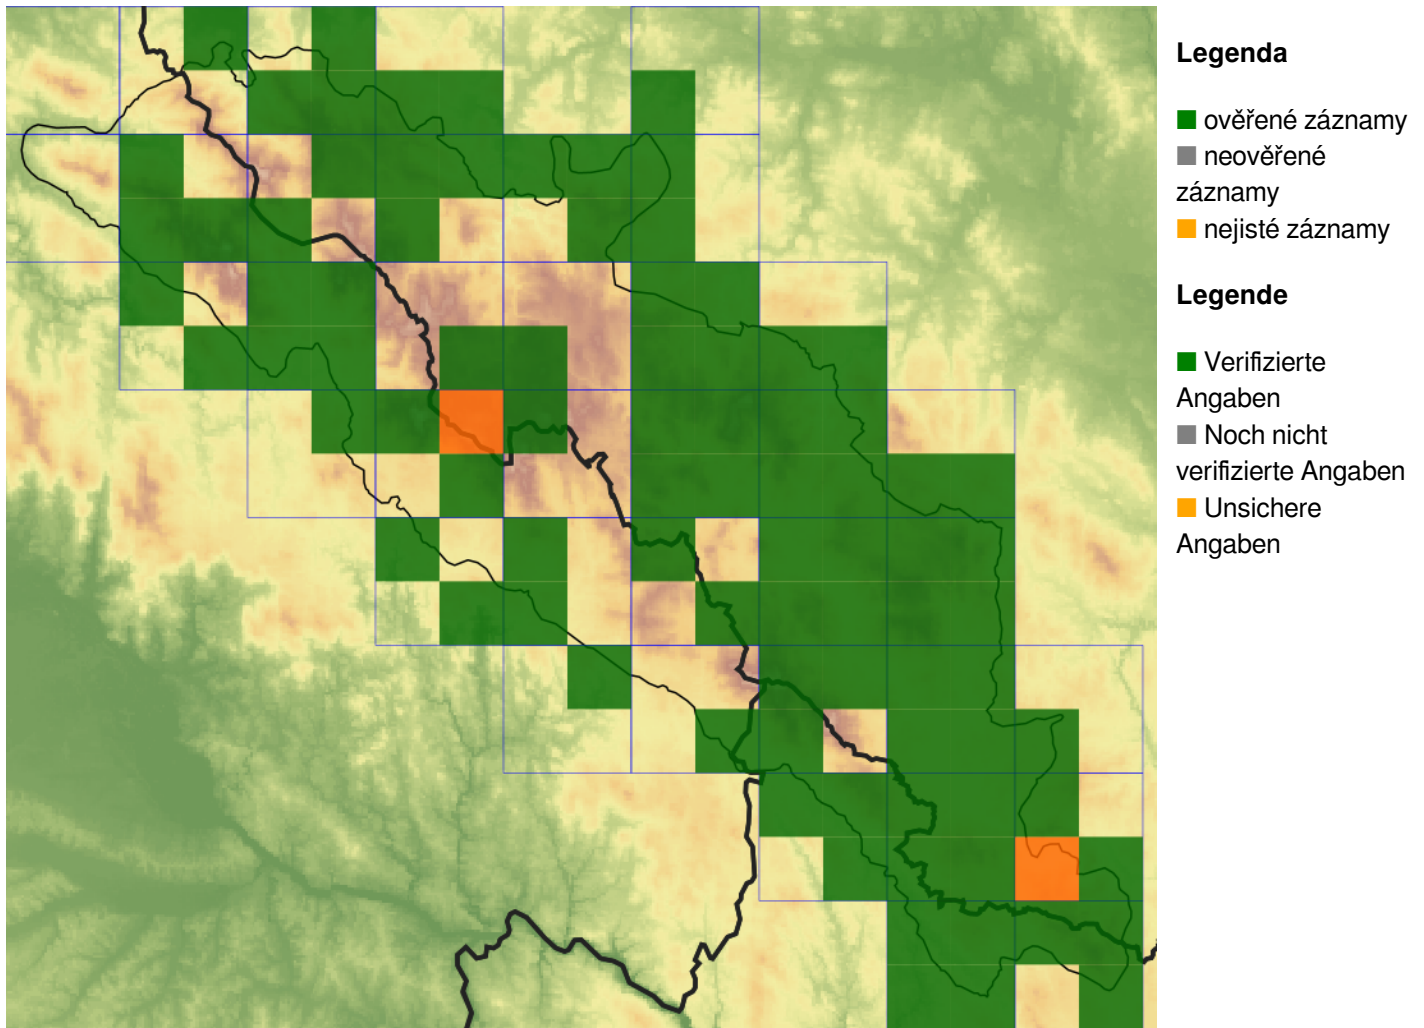 Legenda
ověřené záznamy
neověřené
záznamy
nejisté záznamy
Legende
Verifizierte
Angaben
Noch nicht
verifizierte Angaben
Unsichere
Angaben